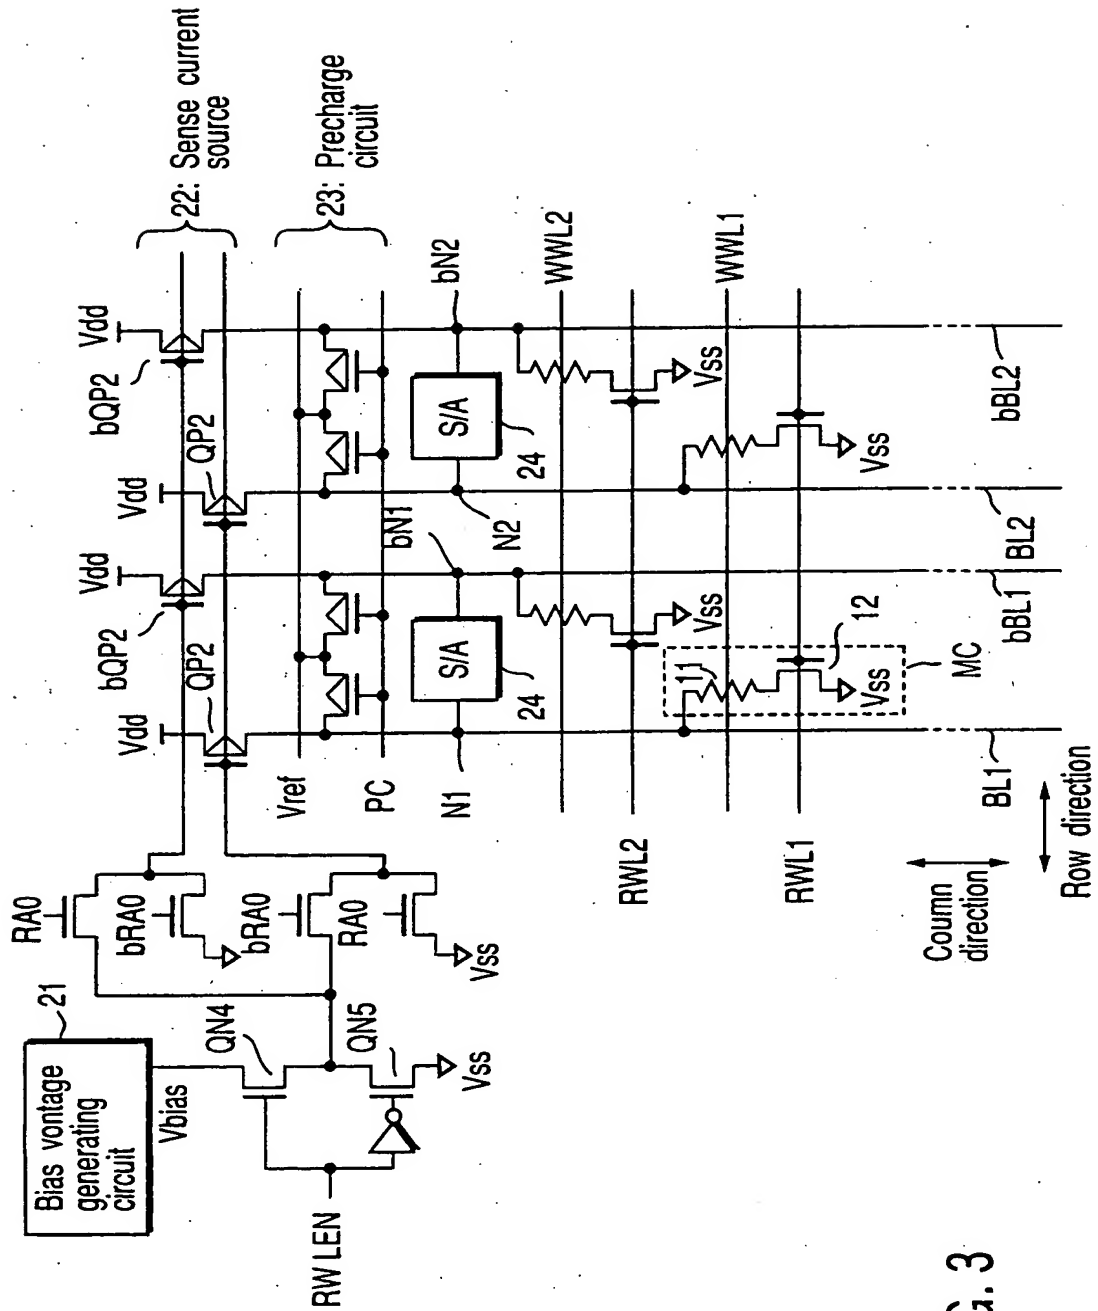 Bias vontage
generating
circuit
21
Vbias
RW LEN
QN4
QN5
Vss
RA0
bRA0
bRA0
RA0
Vss
Vdd
QP2
Vdd
bQP2
Vdd
QP2
Vdd
bQP2
22: Sense current
source
23: Precharge
circuit
Vref
PC
N1
S/A
24
bN1
N2
S/A
24
bN2
WWL2
RWL2
Vss
Vss
WWL1
RWL1
11
12
Vss
MC
Vss
BL1
bBL1
BL2
bBL2
Coumn
direction
Row direction
3